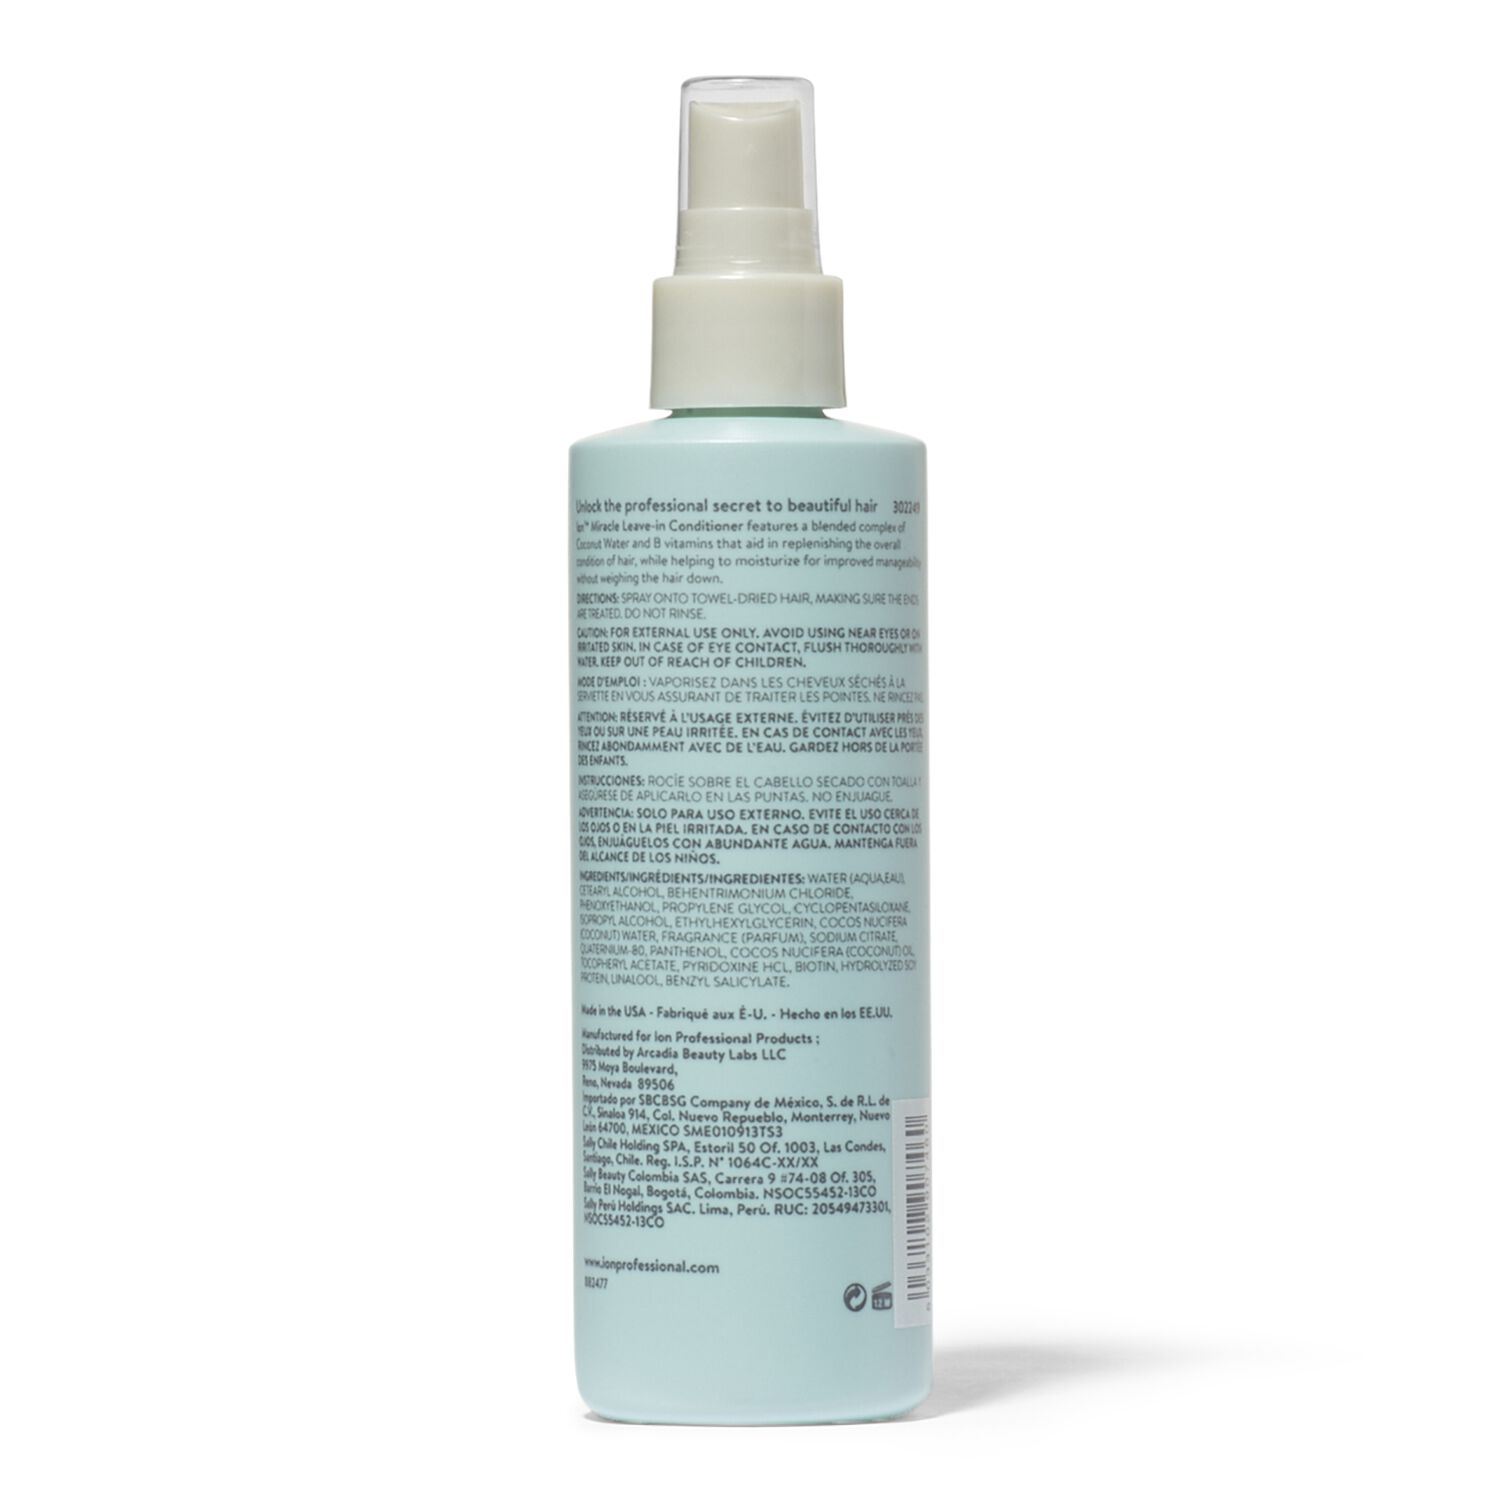 Unlock the professional secret to beautiful hair 3022419
Ion™ Miracle Leave-in Conditioner features a blended complex of
Coconut Water and B vitamins that aid in replenishing the overall
condition of hair, while helping to moisturize for improved manageability
without weighing the hair down.
DIRECTIONS: SPRAY ONTO TOWEL-DRIED HAIR, MAKING SURE THE ENDS
ARE TREATED. DO NOT RINSE.
CAUTION: FOR EXTERNAL USE ONLY. AVOID USING NEAR EYES OR ON
IRRITATED SKIN. IN CASE OF EYE CONTACT, FLUSH THOROUGHLY WITH
WATER. KEEP OUT OF REACH OF CHILDREN.
MODE D'EMPLOI : VAPORISEZ DANS LES CHEVEUX SÉCHÉS À LA
SERVIETTE EN VOUS ASSURANT DE TRAITER LES POINTES. NE RINCEZ PAS.
ATTENTION: RÉSERVÉ À L'USAGE EXTERNE. ÉVITEZ D'UTILISER PRÉS DES
YEUX OU SUR UNE PEAU IRRITÉE. EN CAS DE CONTACT AVEC LES YEUX,
RINCEZ ABONDAMMENT AVEC DE L'EAU. GARDEZ HORS DE LA PORTÉE
DES ENFANTS.
INSTRUCCIONES: ROCÍE SOBRE EL CABELLO SECADO CON TOALLA Y
ASEGÚRESE DE APLICARLO EN LAS PUNTAS. NO ENJUAGUE.
ADVERTENCIA: SOLO PARA USO EXTERNO. EVITE EL USO CERCA DE
LOS OJOS O EN LA PIEL IRRITADA. EN CASO DE CONTACTO CON LOS
OJOS, ENJUÁGUELOS CON ABUNDANTE AGUA. MANTENGA FUERA
DEL ALCANCE DE LOS NIÑOS.
INGREDIENTS/INGRÉDIENTS/INGREDIENTES: WATER (AQUA,EAU),
CETEARYL ALCOHOL, BEHENTRIMONIUM CHLORIDE,
PHENOXYETHANOL, PROPYLENE GLYCOL, CYCLOPENTASILOXANE,
ISOPROPYL ALCOHOL, ETHYLHEXYLGLYCERIN, COCOS NUCIFERA
(COCONUT) WATER, FRAGRANCE (PARFUM), SODIUM CITRATE,
QUATERNIUM-80, PANTHENOL, COCOS NUCIFERA (COCONUT) OIL,
TOCOPHERYL ACETATE, PYRIDOXINE HCL, BIOTIN, HYDROLYZED SOY
PROTEIN, LINALOOL, BENZYL SALICYLATE.
Made in the USA - Fabriqué aux É-U. - Hecho en los EE.UU.
Manufactured for Ion Professional Products ;
Distributed by Arcadia Beauty Labs LLC
9975 Moya Boulevard,
Reno, Nevada 89506
Importado por SBCBSG Company de México, S. de R.L. de
C.V., Sinaloa 914, Col. Nuevo Repueblo, Monterrey, Nuevo
León 64700, MEXICO SME010913TS3
Sally Chile Holding SPA, Estoril 50 Of. 1003, Las Condes,
Santiago, Chile. Reg. I.S.P. N° 1064C-XX/XX
Sally Beauty Colombia SAS, Carrera 9 #74-08 Of. 305,
Barrio El Nogal, Bogotá, Colombia. NSOC55452-13CO
Sally Perú Holdings SAC. Lima, Perú. RUC: 20549473301,
NSOC55452-13CO
www.ionprofessional.com
12 M